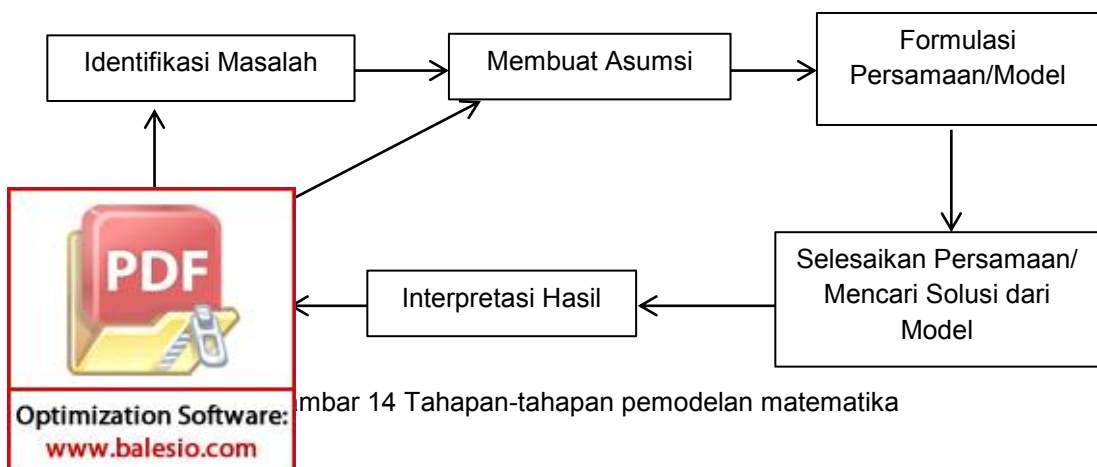 Identifikasi Masalah
Membuat Asumsi
Formulasi
Persamaan/Model
Selesaikan Persamaan/
Mencari Solusi dari
Model
Interpretasi Hasil
PDF
Optimization Software:
www.balesio.com
ambar 14 Tahapan-tahapan pemodelan matematika